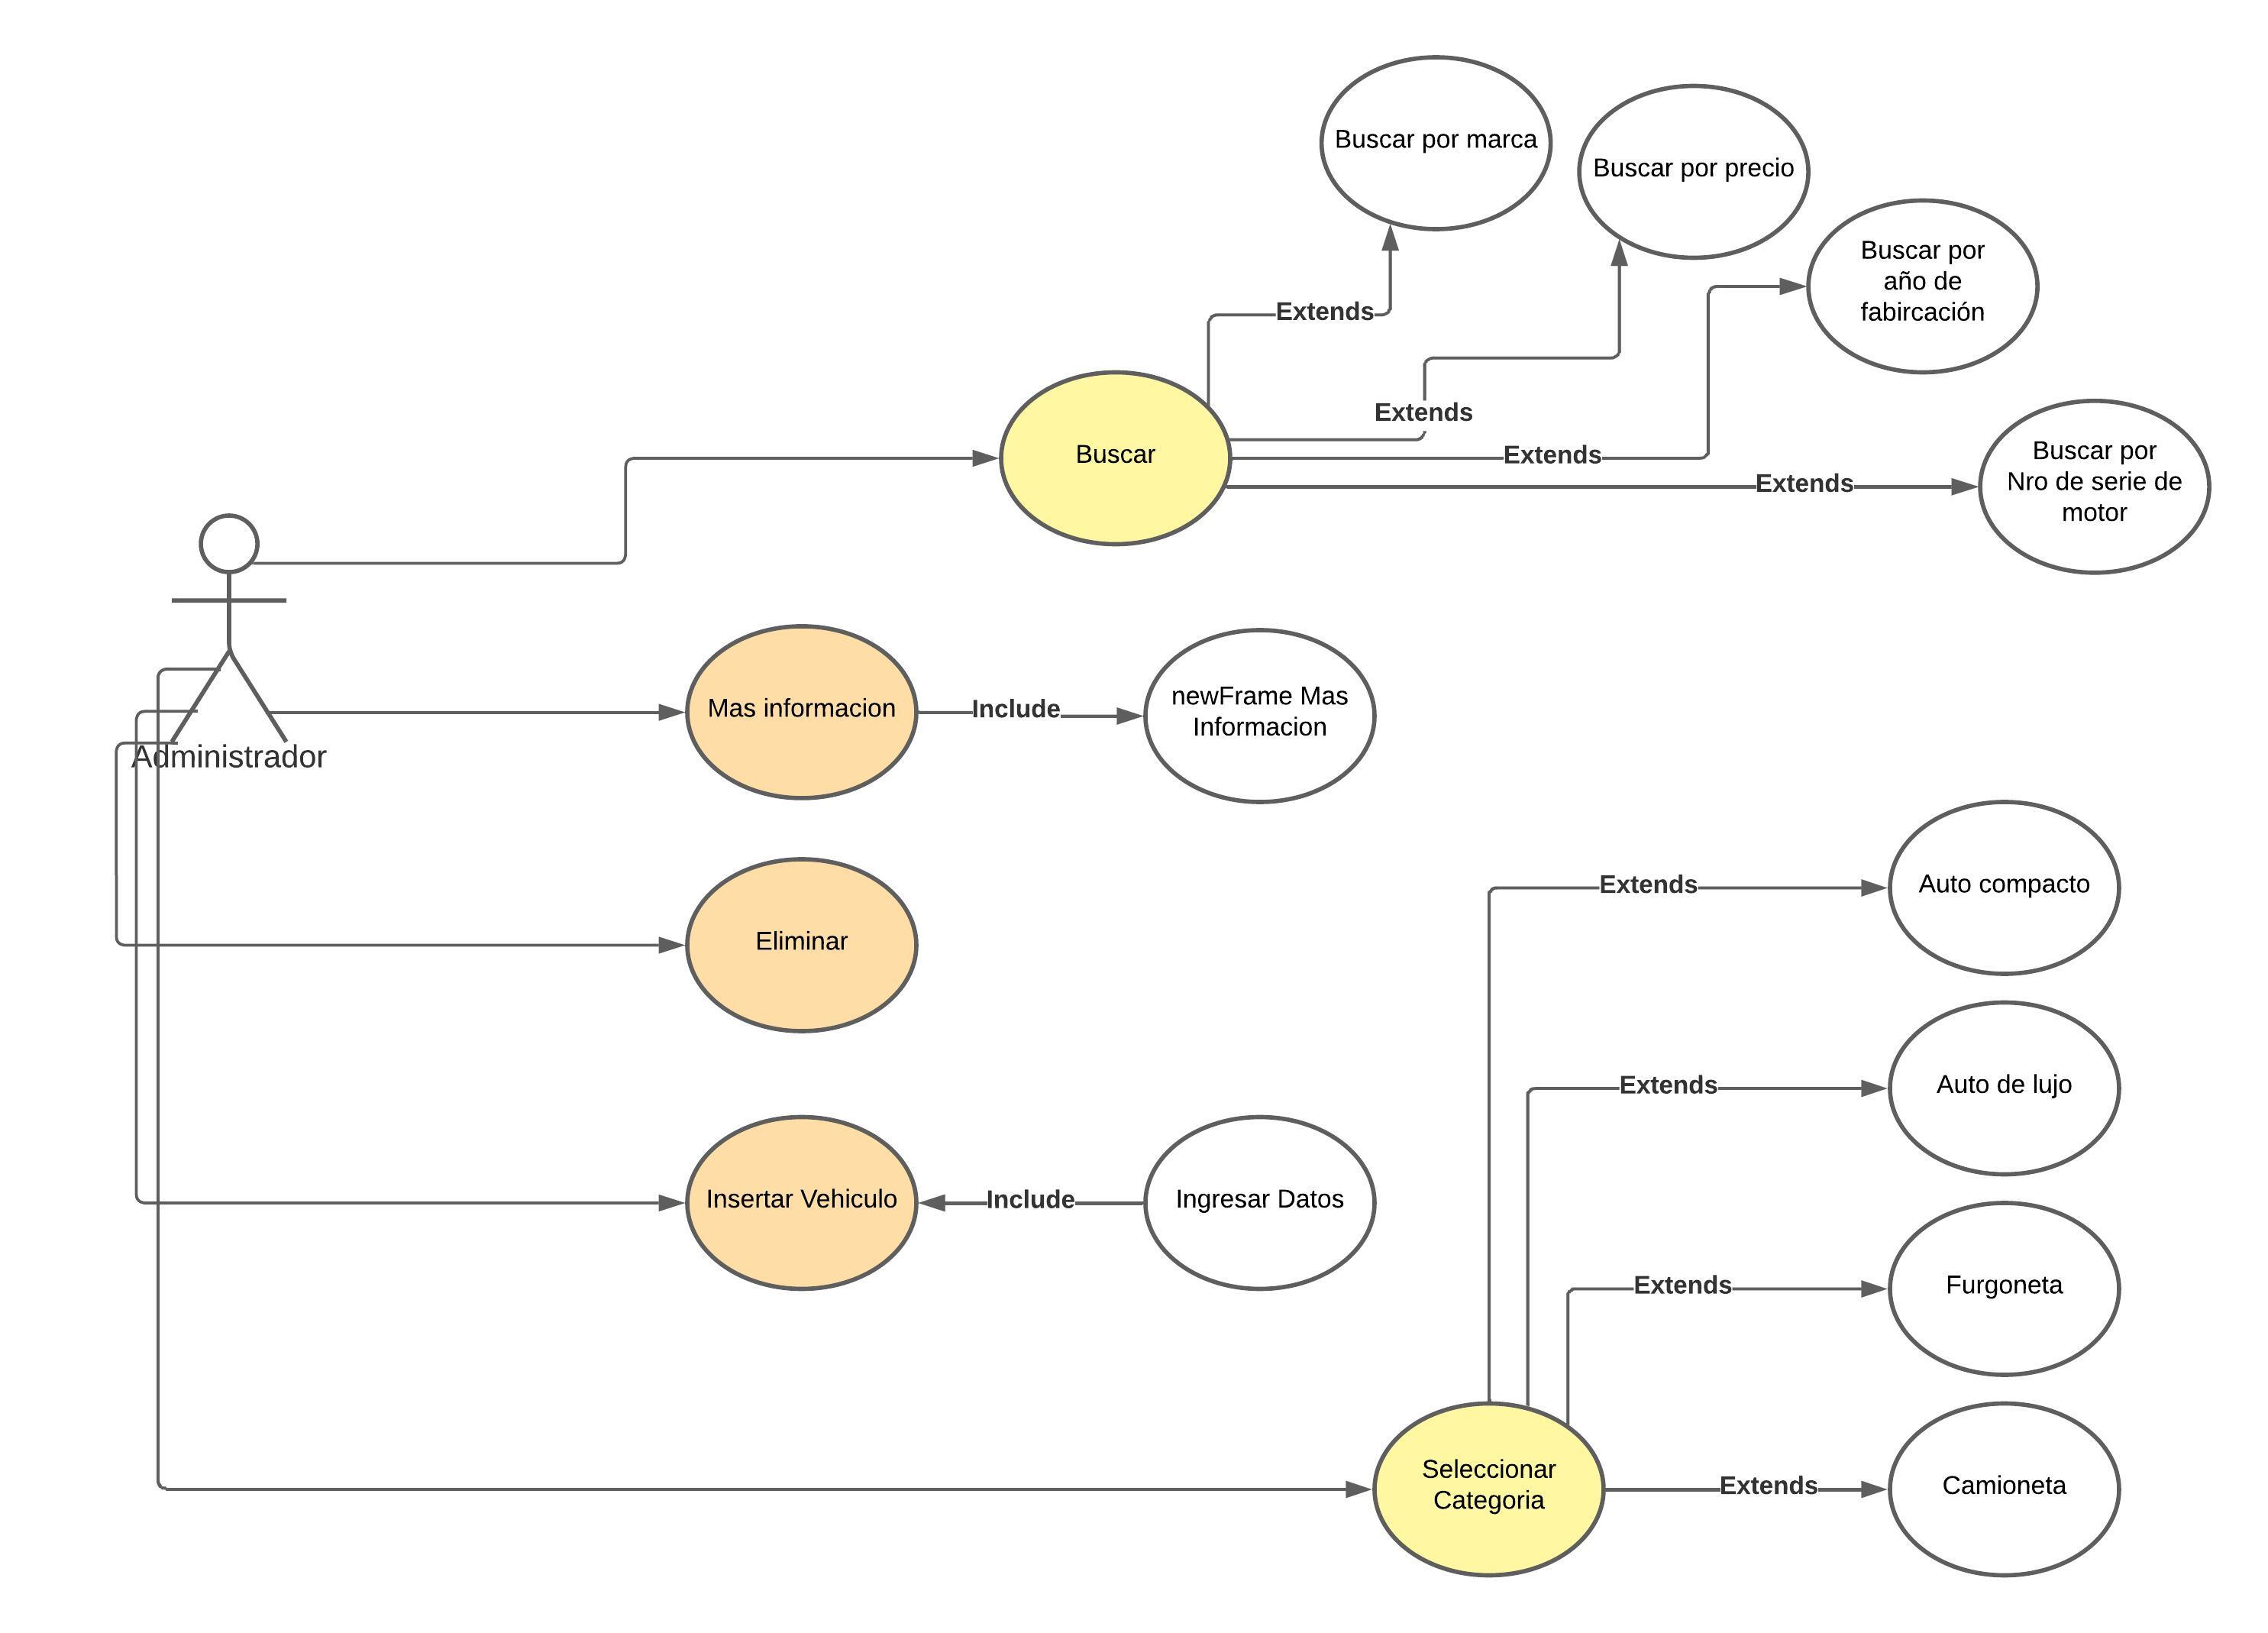 Buscar por marca
Buscar por precio
Buscar por
año de
fabircación
Extends
Extends
Buscar
Extends
Extends
Buscar por
Nro de serie de
motor
Administrador
Mas informacion
Include
newFrame Mas
Informacion
Extends
Auto compacto
Eliminar
Extends
Auto de lujo
Insertar Vehiculo
Include
Ingresar Datos
Extends
Furgoneta
Seleccionar
Categoria
Extends
Camioneta